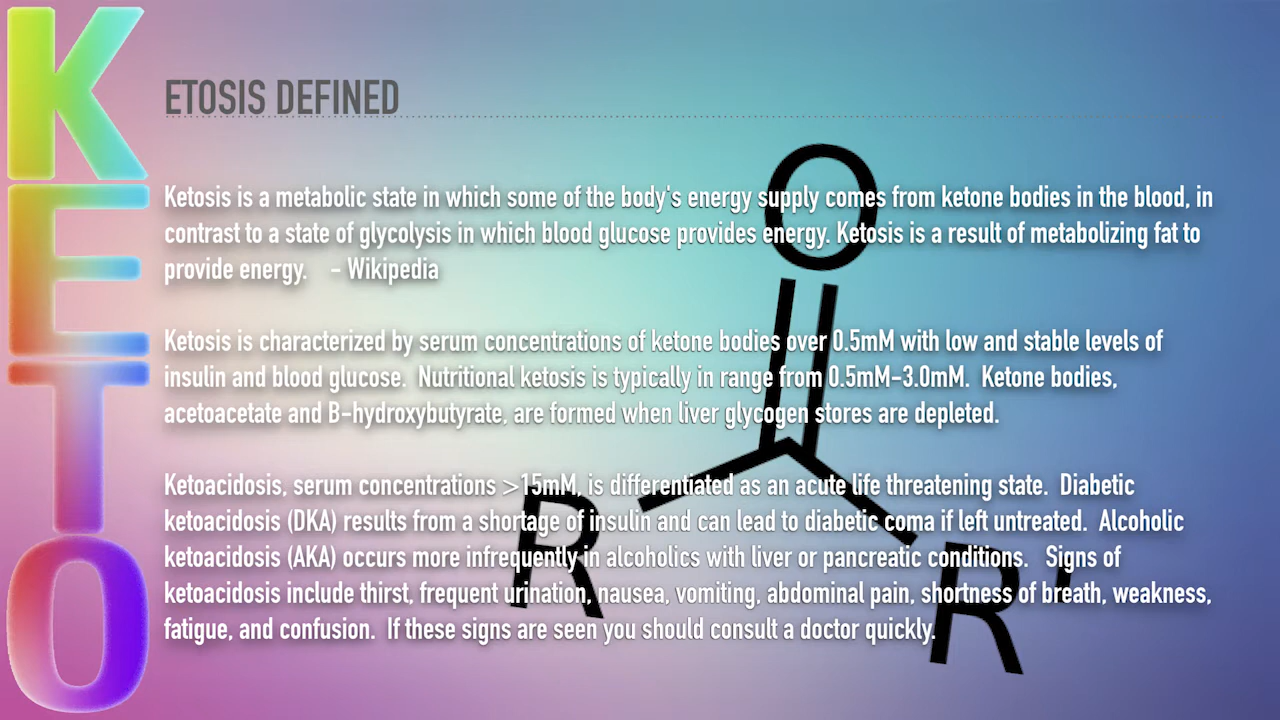 KETO
ETOSIS DEFINED
Ketosis is a metabolic state in which some of the body's energy supply comes from ketone bodies in the blood, in
contrast to a state of glycolysis in which blood glucose provides energy. Ketosis is a result of metabolizing fat to
provide energy.    - Wikipedia
Ketosis is characterized by serum concentrations of ketone bodies over 0.5mM with low and stable levels of
insulin and blood glucose.  Nutritional ketosis is typically in range from 0.5mM-3.0mM.  Ketone bodies,
acetoacetate and B-hydroxybutyrate, are formed when liver glycogen stores are depleted.
Ketoacidosis, serum concentrations >15mM, is differentiated as an acute life threatening state.  Diabetic
ketoacidosis (DKA) results from a shortage of insulin and can lead to diabetic coma if left untreated.  Alcoholic
ketoacidosis (AKA) occurs more infrequently in alcoholics with liver or pancreatic conditions.   Signs of
ketoacidosis include thirst, frequent urination, nausea, vomiting, abdominal pain, shortness of breath, weakness,
fatigue, and confusion.  If these signs are seen you should consult a doctor quickly.
O
R
R'